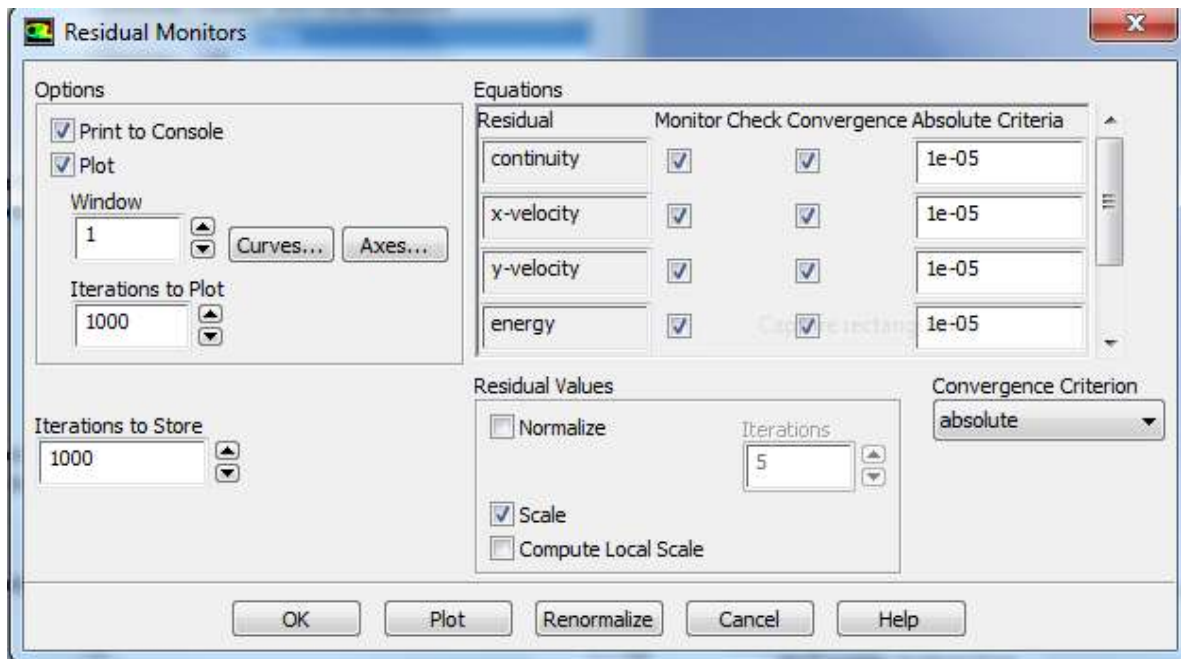 Residual Monitors
Options
Print to Console
Plot
Window
1
Curves...
Axes...
Iterations to Plot
1000
Iterations to Store
1000
Equations
Residual Monitor Check Convergence Absolute Criteria
continuity 1e-05
x-velocity 1e-05
y-velocity 1e-05
energy 1e-05
Residual Values
Normalize
Iterations
5
Scale
Compute Local Scale
Convergence Criterion
absolute
OK Plot Renormalize Cancel Help